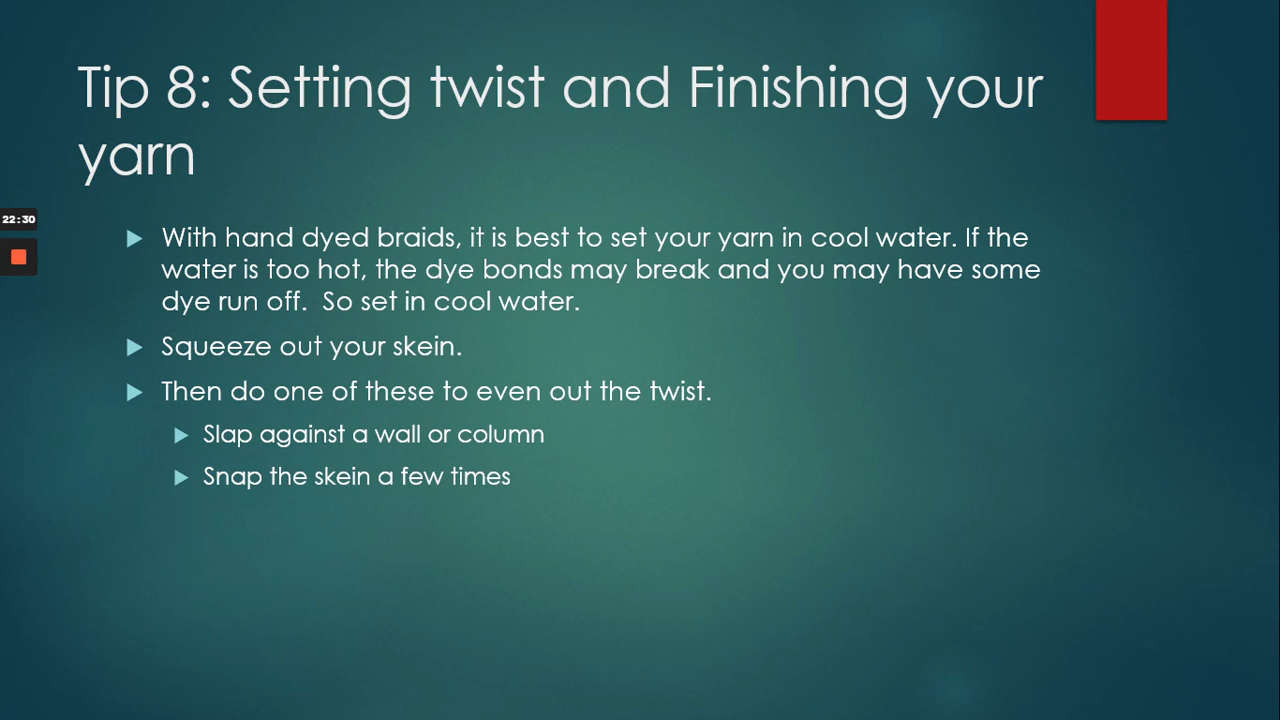 Tip 8: Setting twist and Finishing your
yarn
22:30
With hand dyed braids, it is best to set your yarn in cool water. If the
water is too hot, the dye bonds may break and you may have some
dye run off.  So set in cool water.
Squeeze out your skein.
Then do one of these to even out the twist.
Slap against a wall or column
Snap the skein a few times